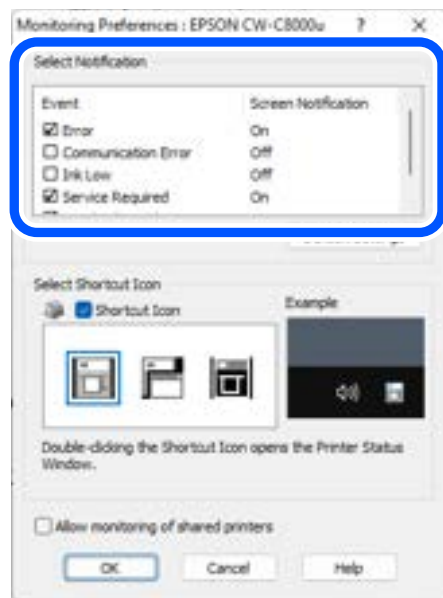 Monitoring Preferences : EPSON CW-C8000u ? ×
Select Notification
Event Screen Notification
Error On
Communication Error Off
Ink Low Off
Service Required On
Select Shortcut Icon
Shortcut Icon
Example
Double-clicking the Shortcut Icon opens the Printer Status
Window.
Allow monitoring of shared printers
OK Cancel Help